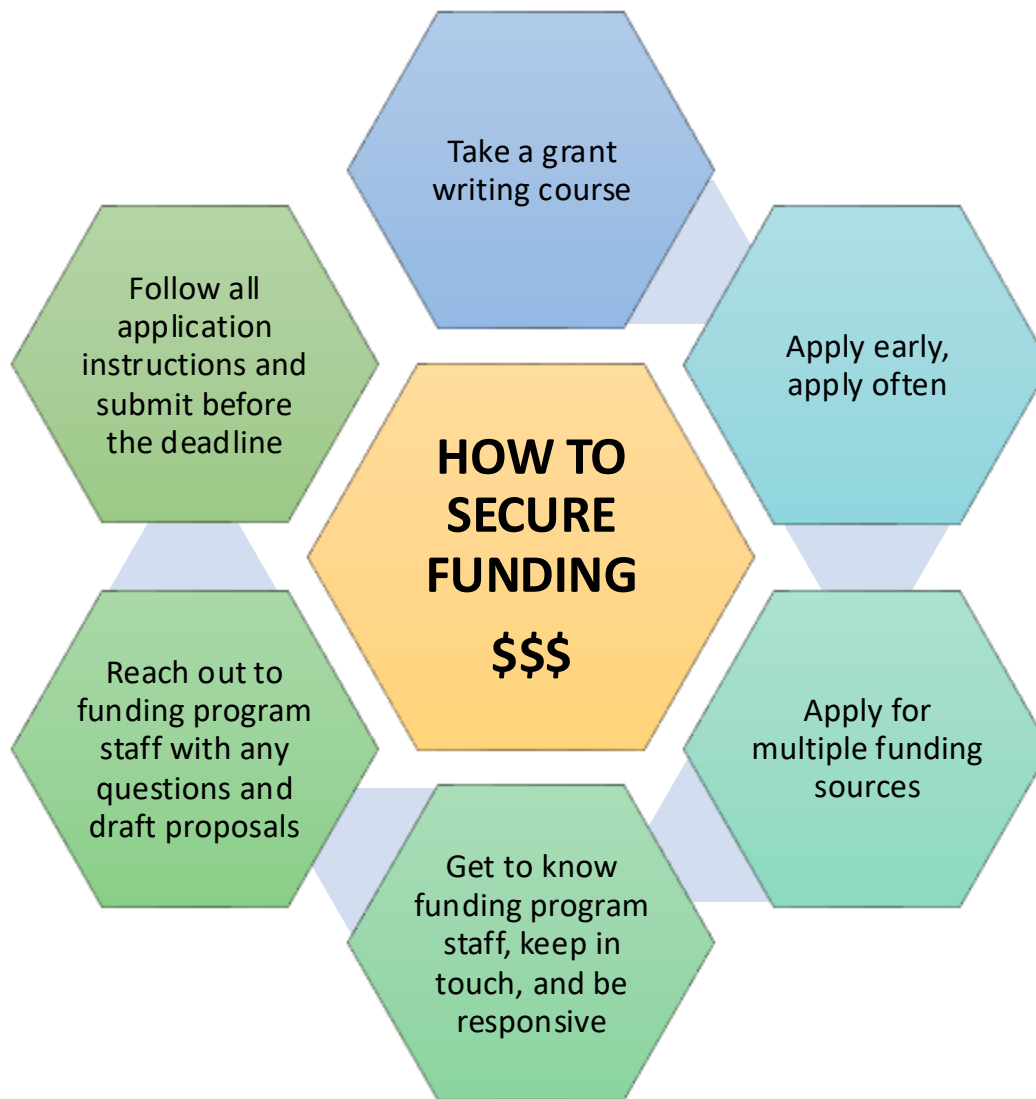 Take a grant
writing course
Apply early,
apply often
Apply for
multiple funding
sources
Get to know
funding program
staff, keep in
touch, and be
responsive
Reach out to
funding program
staff with any
questions and
draft proposals
Follow all
application
instructions and
submit before
the deadline
HOW TO
SECURE
FUNDING
$$$